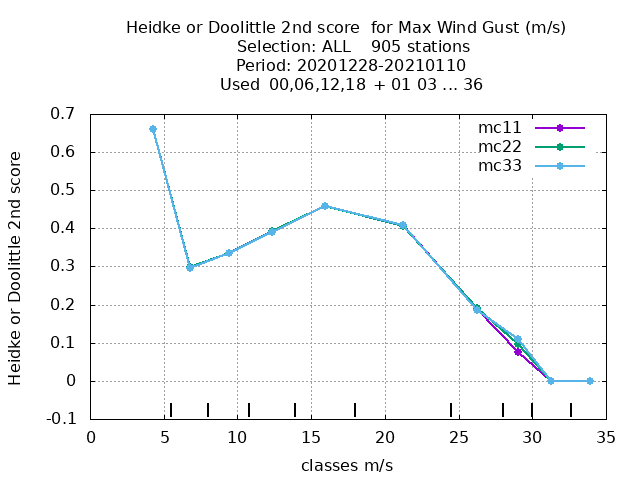 Heidke or Doolittle 2nd score  for Max Wind Gust (m/s)
Selection: ALL    905 stations
Period: 20201228-20210110
Used  00,06,12,18  + 01 03 ... 36
mc11
mc22
mc33
Heidke or Doolittle 2nd score
0.7
0.6
0.5
0.4
0.3
0.2
0.1
0
-0.1
0 5 10 15 20 25 30 35
classes m/s